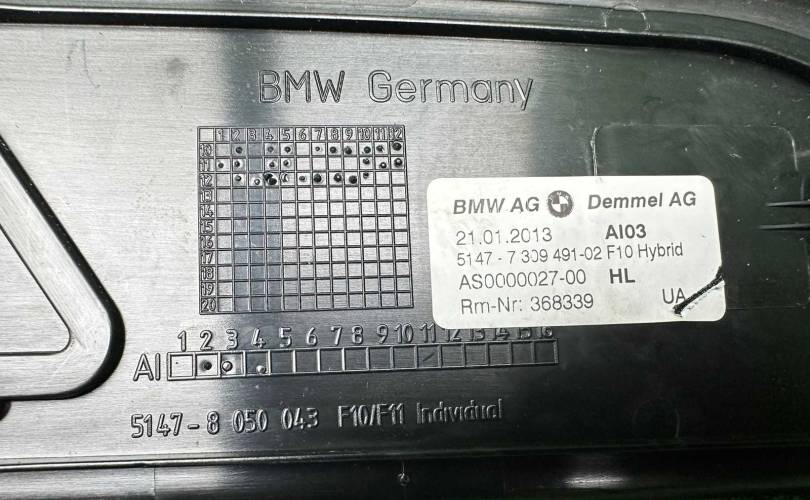 BMW Germany
1 2 3 4 5 6 7 8 9 10 11 12
10
11
12
13
14
15
16
17
18
19
20
BMW AG Demmel AG
21.01.2013 AI03
5147 - 7 309 491-02 F10 Hybrid
AS0000027-00 HL
Rm-Nr: 368339 UA
1 2 3 4 5 6 7 8 9 10 11 12 13 14 15 16
AI
5147-8 050 043 F10/F11 Individual